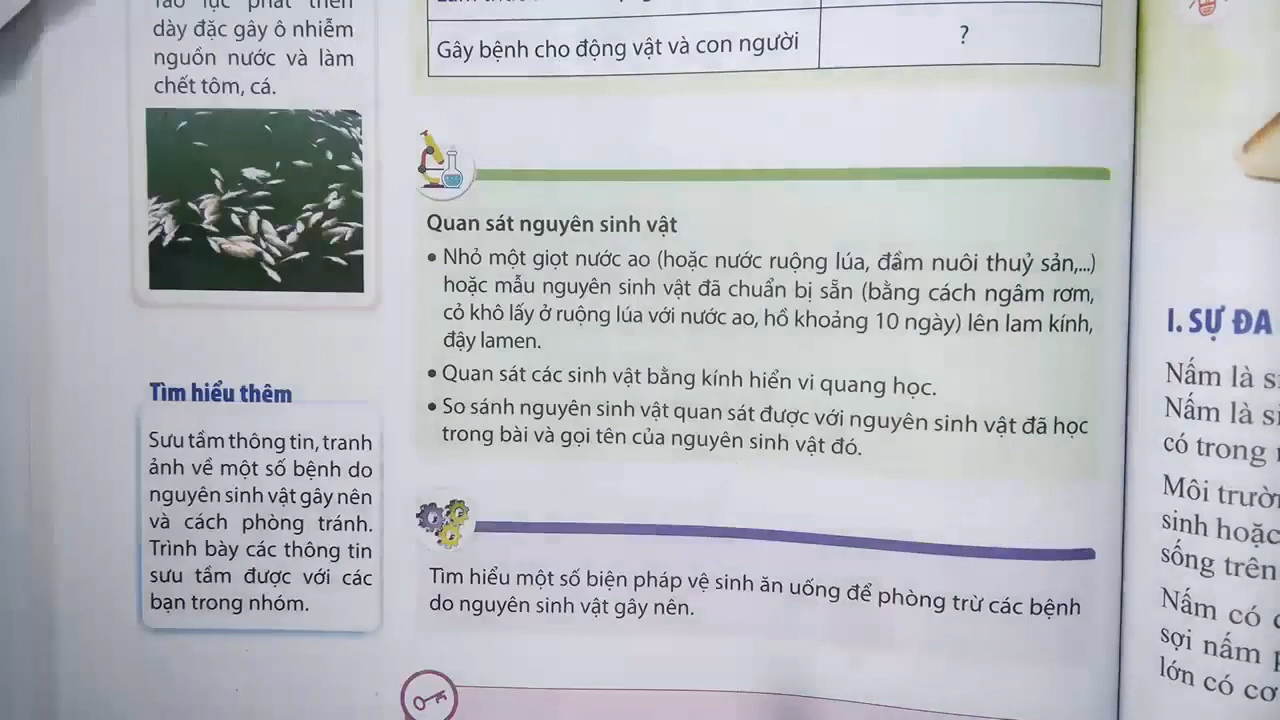 dày đặc gây ô nhiễm
nguồn nước và làm
chết tôm, cá.
Tìm hiểu thêm
Sưu tầm thông tin, tranh
ảnh về một số bệnh do
nguyên sinh vật gây nên
và cách phòng tránh.
Trình bày các thông tin
sưu tầm được với các
bạn trong nhóm.
Gây bệnh cho động vật và con người
?
Quan sát nguyên sinh vật
• Nhỏ một giọt nước ao (hoặc nước ruộng lúa, đầm nuôi thuỷ sản,...)
hoặc mẫu nguyên sinh vật đã chuẩn bị sẵn (bằng cách ngâm rơm,
cỏ khô lấy ở ruộng lúa với nước ao, hồ khoảng 10 ngày) lên lam kính,
đậy lamen.
• Quan sát các sinh vật bằng kính hiển vi quang học.
• So sánh nguyên sinh vật quan sát được với nguyên sinh vật đã học
trong bài và gọi tên của nguyên sinh vật đó.
Tìm hiểu một số biện pháp vệ sinh ăn uống để phòng trừ các bệnh
do nguyên sinh vật gây nên.
I. SỰ ĐA
Nấm là
Nấm là
có trong
Môi
sinh hoặc
sống trên
Nấm có
sợi nấm
lớn có cơ